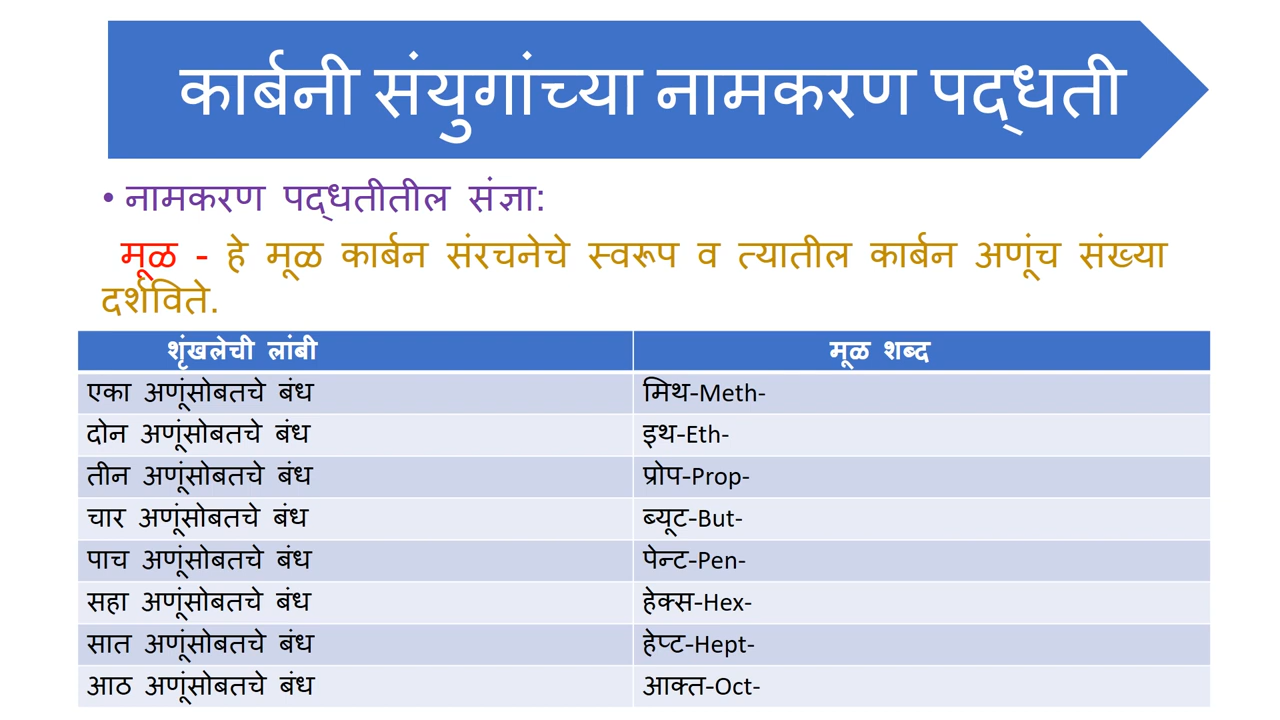 कार्बनी संयुगांच्या नामकरण पद्धती
• नामकरण पद्धतीतील संज्ञा:
मूळ - हे मूळ कार्बन संरचनेचे स्वरूप व त्यातील कार्बन अणूंच संख्या
दर्शविते.
शृंखलेची लांबी मूळ शब्द
एका अणूंसोबतचे बंध मिथ-Meth-
दोन अणूंसोबतचे बंध इथ-Eth-
तीन अणूंसोबतचे बंध प्रोप-Prop-
चार अणूंसोबतचे बंध ब्यूट-But-
पाच अणूंसोबतचे बंध पेन्ट-Pen-
सहा अणूंसोबतचे बंध हेक्स-Hex-
सात अणूंसोबतचे बंध हेप्ट-Hept-
आठ अणूंसोबतचे बंध आक्त-Oct-